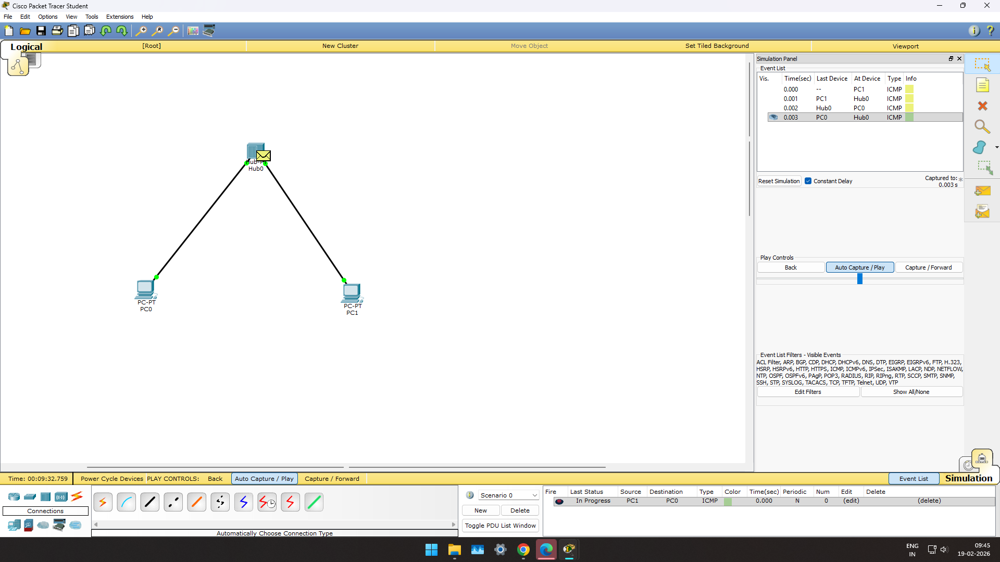 Cisco Packet Tracer Student
File Edit Options View Tools Extensions Help
Logical [Root] New Cluster Move Object Set Tiled Background Viewport
Simulation Panel
Event List
Vis. Time(sec) Last Device At Device Type Info
0.000 -- PC1 ICMP
0.001 PC1 Hub0 ICMP
0.002 Hub0 PC0 ICMP
0.003 PC0 Hub0 ICMP
Hub-PT
Hub0
Reset Simulation Constant Delay Captured to: *
0.003 s
Play Controls
Back Auto Capture / Play Capture / Forward
PC-PT
PC0
PC-PT
PC1
Event List Filters - Visible Events
ACL Filter, ARP, BGP, CDP, DHCP, DHCPv6, DNS, DTP, EIGRP, EIGRPv6, FTP, H.323,
HSRP, HSRPv6, HTTP, HTTPS, ICMP, ICMPv6, IPSec, ISAKMP, LACP, NDP, NETFLOW,
NTP, OSPF, OSPFv6, PAgP, POP3, RADIUS, RIP, RIPng, RTP, SCCP, SMTP, SNMP,
SSH, STP, SYSLOG, TACACS, TCP, TFTP, Telnet, UDP, VTP
Edit Filters Show All/None
Time: 00:09:32.759 Power Cycle Devices PLAY CONTROLS: Back Auto Capture / Play Capture / Forward Event List Simulation
Connections
Automatically Choose Connection Type
Scenario 0
New Delete
Toggle PDU List Window
Fire Last Status Source Destination Type Color Time(sec) Periodic Num Edit Delete
In Progress PC1 PC0 ICMP 0.000 N 0 (edit) (delete)
ENG
IN
09:45
19-02-2026